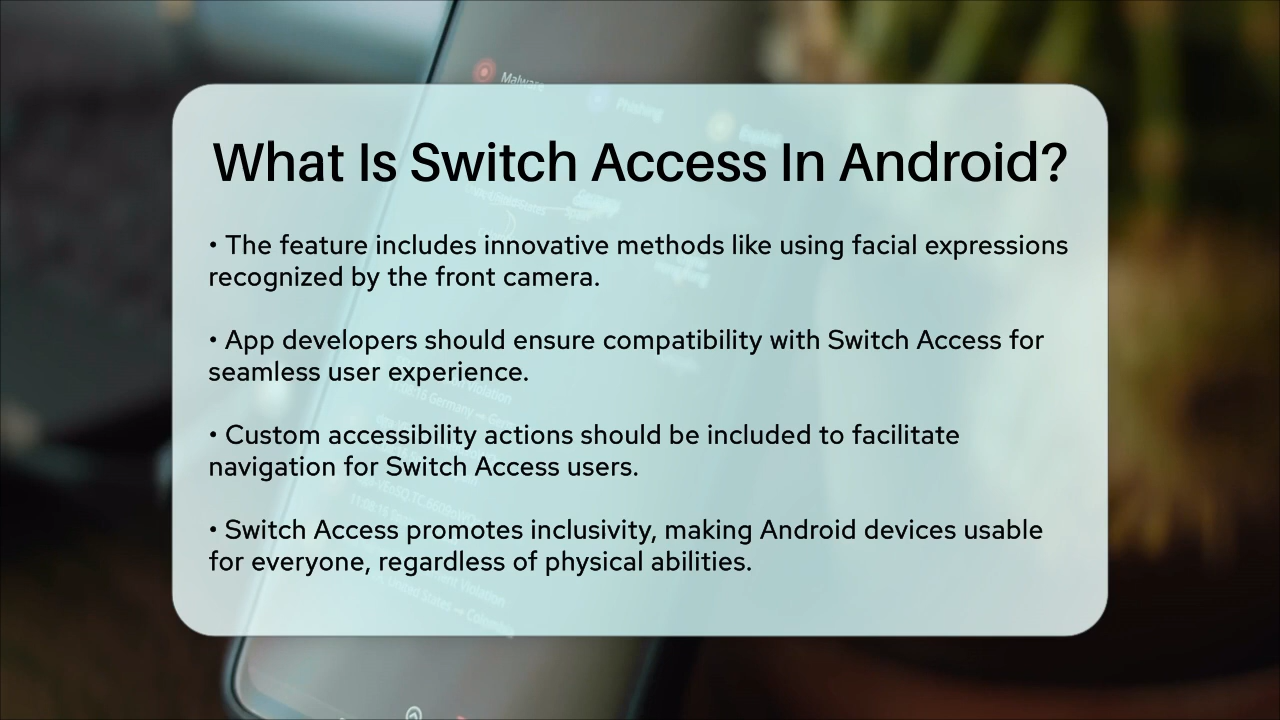 Malware
Phishing
What Is Switch Access In Android?
• The feature includes innovative methods like using facial expressions
recognized by the front camera.
• App developers should ensure compatibility with Switch Access for
seamless user experience.
• Custom accessibility actions should be included to facilitate
navigation for Switch Access users.
• Switch Access promotes inclusivity, making Android devices usable
for everyone, regardless of physical abilities.